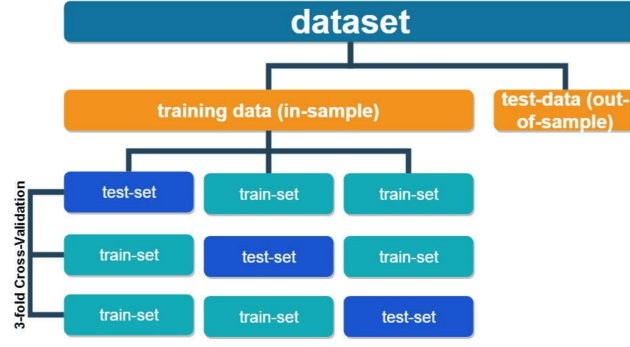 dataset
training data (in-sample)
test-data (out-
of-sample)
3-fold Cross-Validation
test-set
train-set
train-set
train-set
test-set
train-set
train-set
train-set
test-set